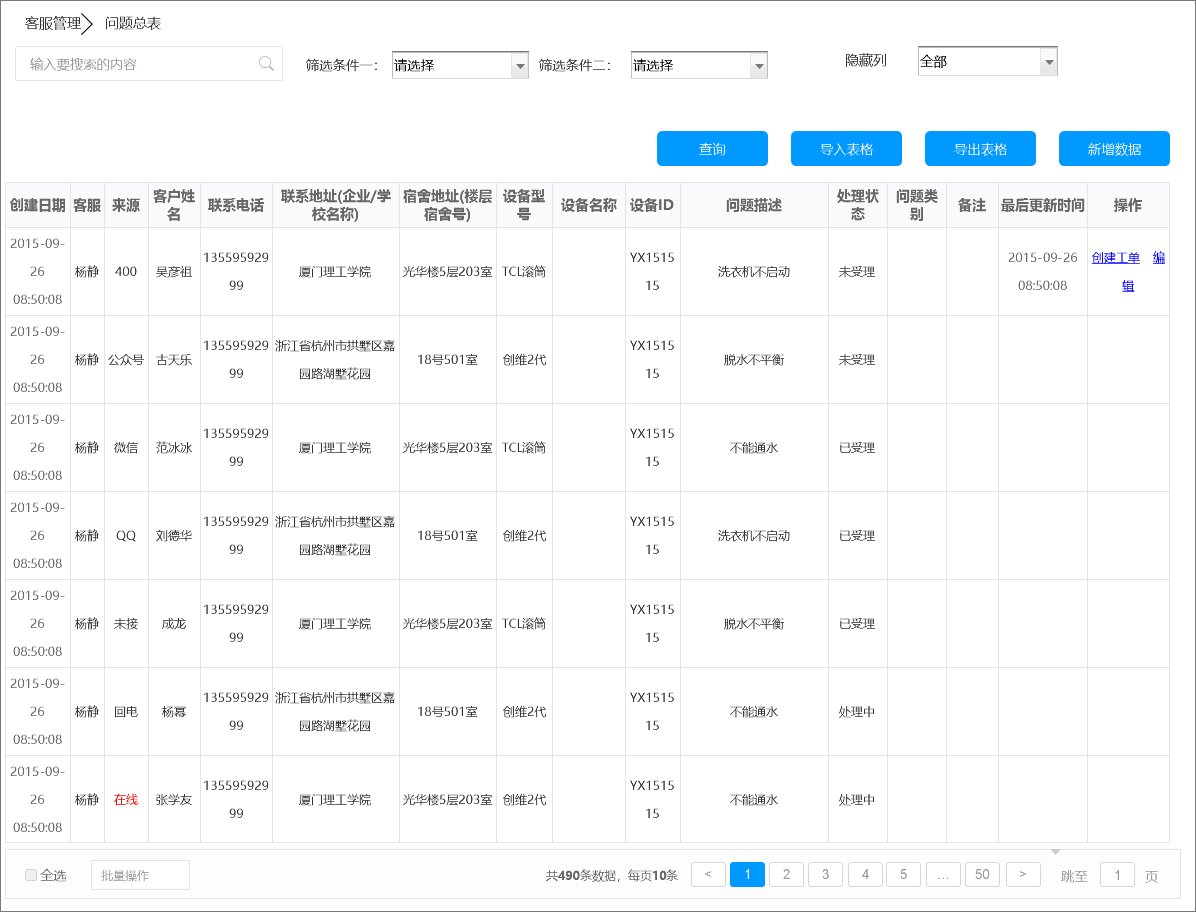 客服管理 问题总表
输入要搜索的内容 筛选条件一: 请选择 筛选条件二: 请选择 隐藏列 全部
查询 导入表格 导出表格 新增数据
创建日期 客服 来源 客户姓名 联系电话 联系地址(企业/学校名称) 宿舍地址(楼层宿舍号) 设备型号 设备名称 设备ID 问题描述 处理状态 问题类别 备注 最后更新时间 操作
2015-09-26 08:50:08 杨静 400 吴彦祖 13559592999 厦门理工学院 光华楼5层203室 TCL滚筒 YX151515 洗衣机不启动 未受理 2015-09-26 08:50:08 创建工单 编辑
2015-09-26 08:50:08 杨静 公众号 古天乐 13559592999 浙江省杭州市拱墅区嘉园路湖墅花园 18号501室 创维2代 YX151515 脱水不平衡 未受理
2015-09-26 08:50:08 杨静 微信 范冰冰 13559592999 厦门理工学院 光华楼5层203室 TCL滚筒 YX151515 不能通水 已受理
2015-09-26 08:50:08 杨静 QQ 刘德华 13559592999 浙江省杭州市拱墅区嘉园路湖墅花园 18号501室 创维2代 YX151515 洗衣机不启动 已受理
2015-09-26 08:50:08 杨静 未接 成龙 13559592999 厦门理工学院 光华楼5层203室 TCL滚筒 YX151515 脱水不平衡 已受理
2015-09-26 08:50:08 杨静 回电 杨幂 13559592999 浙江省杭州市拱墅区嘉园路湖墅花园 18号501室 创维2代 YX151515 不能通水 处理中
2015-09-26 08:50:08 杨静 在线 张学友 13559592999 厦门理工学院 光华楼5层203室 创维2代 YX151515 不能通水 处理中
全选 批量操作 共490条数据，每页10条 < 1 2 3 4 5 … 50 > 跳至 1 页